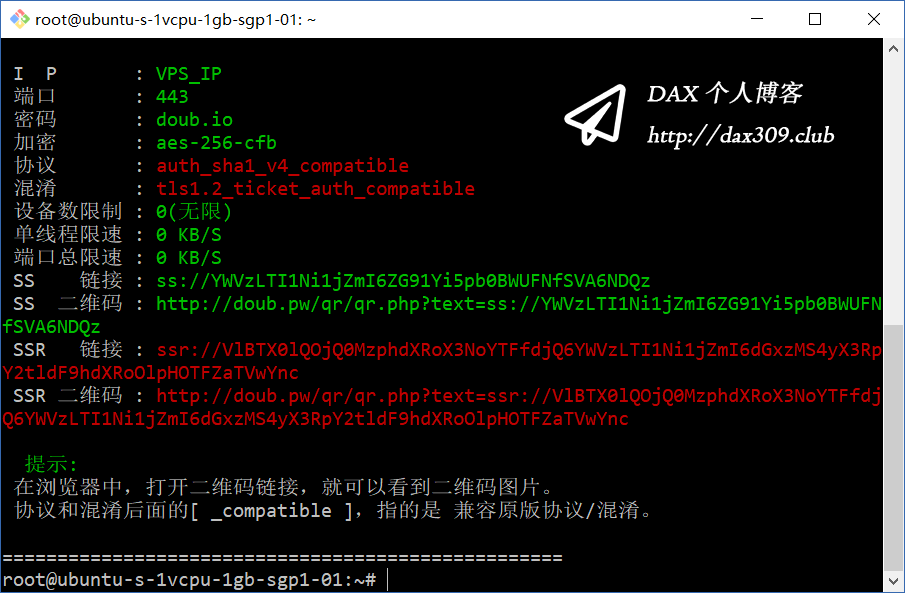 root@ubuntu-s-1vcpu-1gb-sgp1-01: ~
I P : VPS_IP
端口 : 443
密码 : doub.io
加密 : aes-256-cfb
协议 : auth_sha1_v4_compatible
混淆 : tls1.2_ticket_auth_compatible
设备数限制 : 0(无限)
单线程限速 : 0 KB/S
端口总限速 : 0 KB/S
SS 链接 : ss://YWVzLTI1Ni1jZmI6ZG91Yi5pb0BWUFNfSVA6NDQz
SS 二维码 : http://doub.pw/qr/qr.php?text=ss://YWVzLTI1Ni1jZmI6ZG91Yi5pb0BWUFN
fSVA6NDQz
SSR 链接 : ssr://VlBTX0lQOjQ0MzphdXRoX3NoYTFfdjQ6YWVzLTI1Ni1jZmI6dGxzMS4yX3Rp
Y2tldF9hdXRoOlpHOTFZaTVwYnc
SSR 二维码 : http://doub.pw/qr/qr.php?text=ssr://VlBTX0lQOjQ0MzphdXRoX3NoYTFfdj
Q6YWVzLTI1Ni1jZmI6dGxzMS4yX3RpY2tldF9hdXRoOlpHOTFZaTVwYnc
提示:
在浏览器中，打开二维码链接，就可以看到二维码图片。
协议和混淆后面的[ _compatible ]，指的是 兼容原版协议/混淆。
===================================================
root@ubuntu-s-1vcpu-1gb-sgp1-01:~#
DAX 个人博客
http://dax309.club